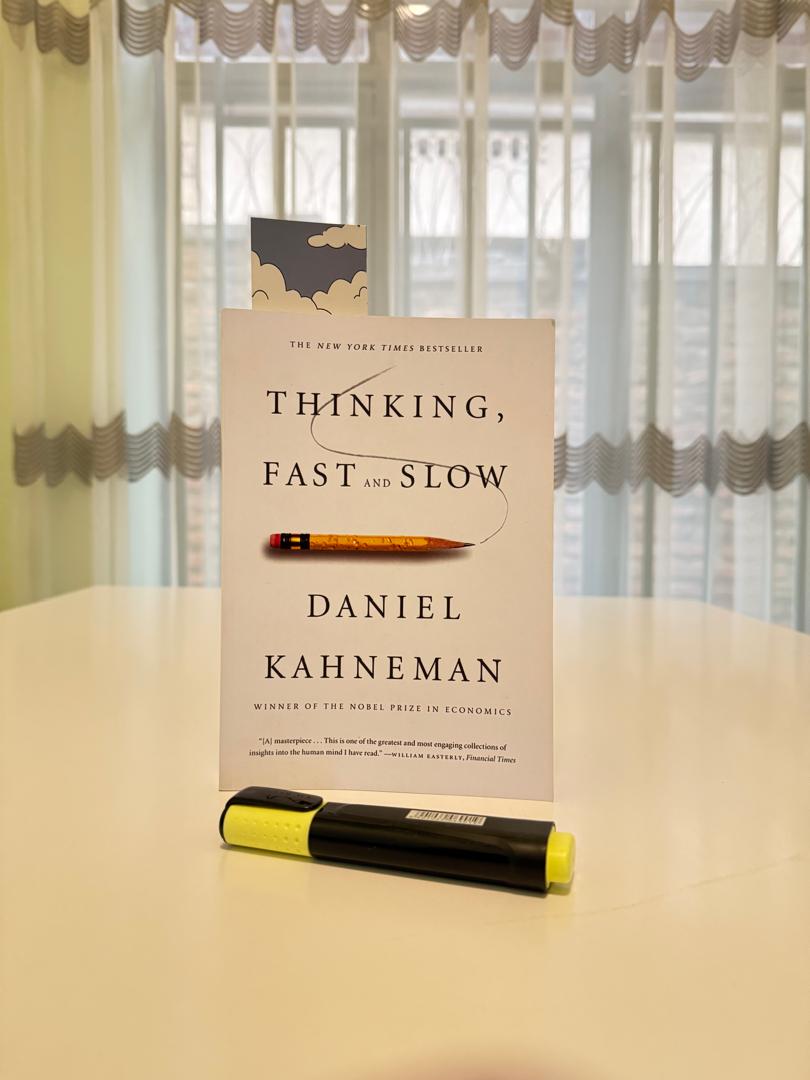 THE NEW YORK TIMES BESTSELLER
THINKING,
FAST AND SLOW
DANIEL
KAHNEMAN
WINNER OF THE NOBEL PRIZE IN ECONOMICS
“[A] masterpiece . . . This is one of the greatest and most engaging collections of
insights into the human mind I have read.” —WILLIAM EASTERLY, Financial Times